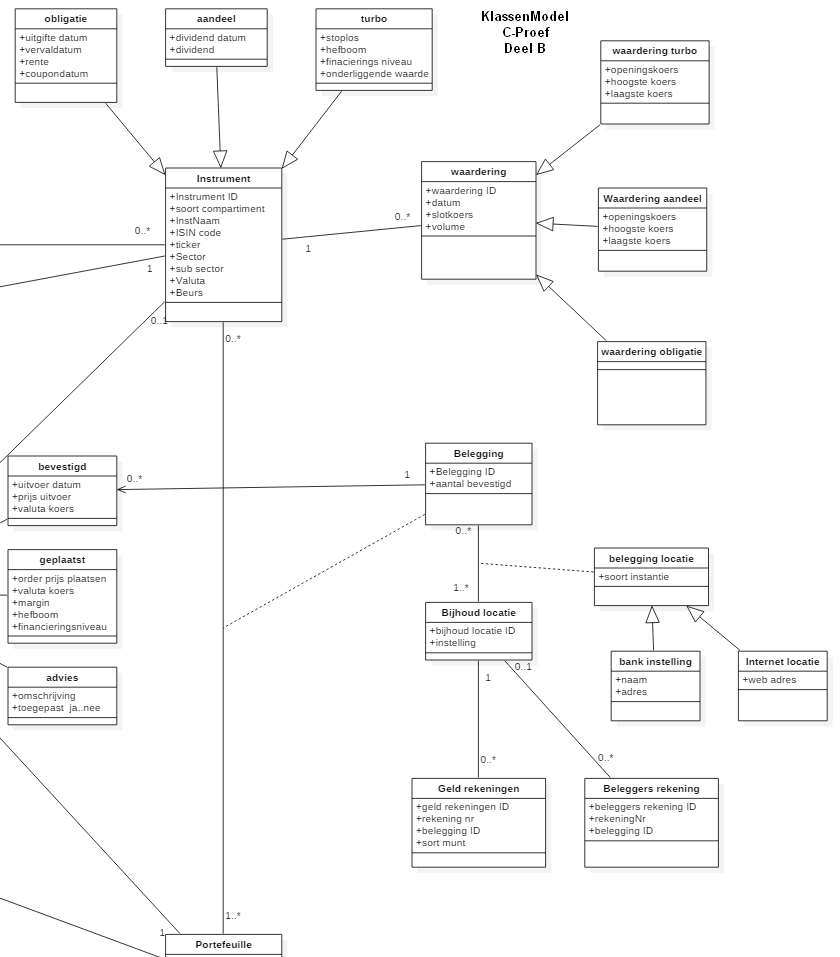 KlassenModel
C-Proef
Deel B
obligatie
+uitgifte datum
+vervaldatum
+rente
+coupondatum
aandeel
+dividend datum
+dividend
turbo
+stoplos
+hefboom
+finacierings niveau
+onderliggende waarde
waardering turbo
+openingskoers
+hoogste koers
+laagste koers
Instrument
+Instrument ID
+soort compartiment
+InstNaam
+ISIN code
+ticker
+Sector
+sub sector
+Valuta
+Beurs
0..*
1
0..1
0..*
1
0..*
waardering
+waardering ID
+datum
+slotkoers
+volume
Waardering aandeel
+openingskoers
+hoogste koers
+laagste koers
waardering obligatie
bevestigd
+uitvoer datum
+prijs uitvoer
+valuta koers
0..*
1
Belegging
+Belegging ID
+aantal bevestigd
0..*
1..*
geplaatst
+order prijs plaatsen
+valuta koers
+margin
+hefboom
+financieringsniveau
belegging locatie
+soort instantie
Bijhoud locatie
+bijhoud locatie ID
+instelling
1
0..1
advies
+omschrijving
+toegepast  ja..nee
bank instelling
+naam
+adres
Internet locatie
+web adres
0..*
0..*
Geld rekeningen
+geld rekeningen ID
+rekening nr
+belegging ID
+sort munt
Beleggers rekening
+beleggers rekening ID
+rekeningNr
+belegging ID
1..*
1
Portefeuille